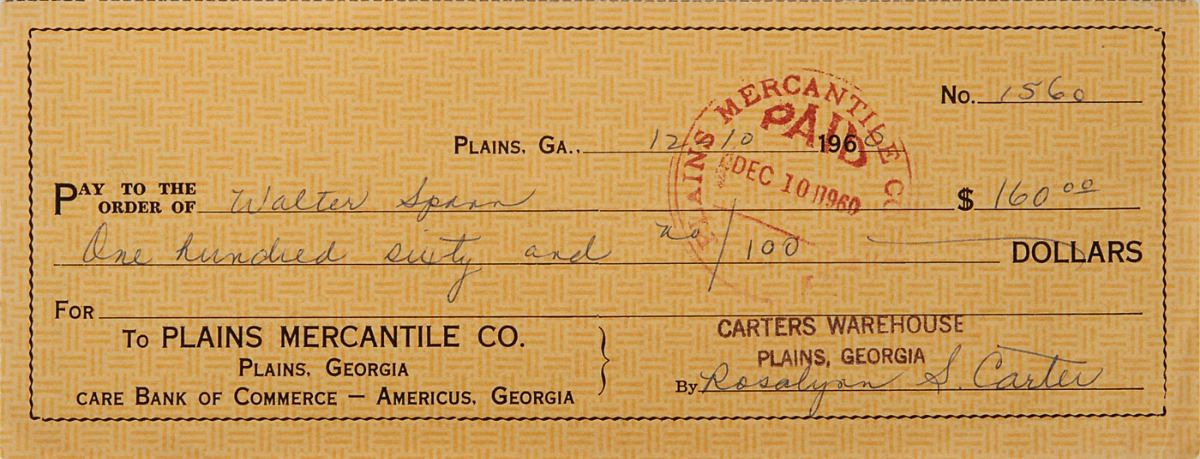 No. 1560
PLAINS, GA., 12 10 1960
PLAINS MERCANTILE CO
PAID
DEC 10 1960
PAY TO THE ORDER OF Walter Spann $ 160 00
One hundred sixty and no/100 DOLLARS
FOR
TO PLAINS MERCANTILE CO.
PLAINS, GEORGIA
CARE BANK OF COMMERCE — AMERICUS, GEORGIA
CARTERS WAREHOUSE
PLAINS, GEORGIA
By Rosalynn S. Carter